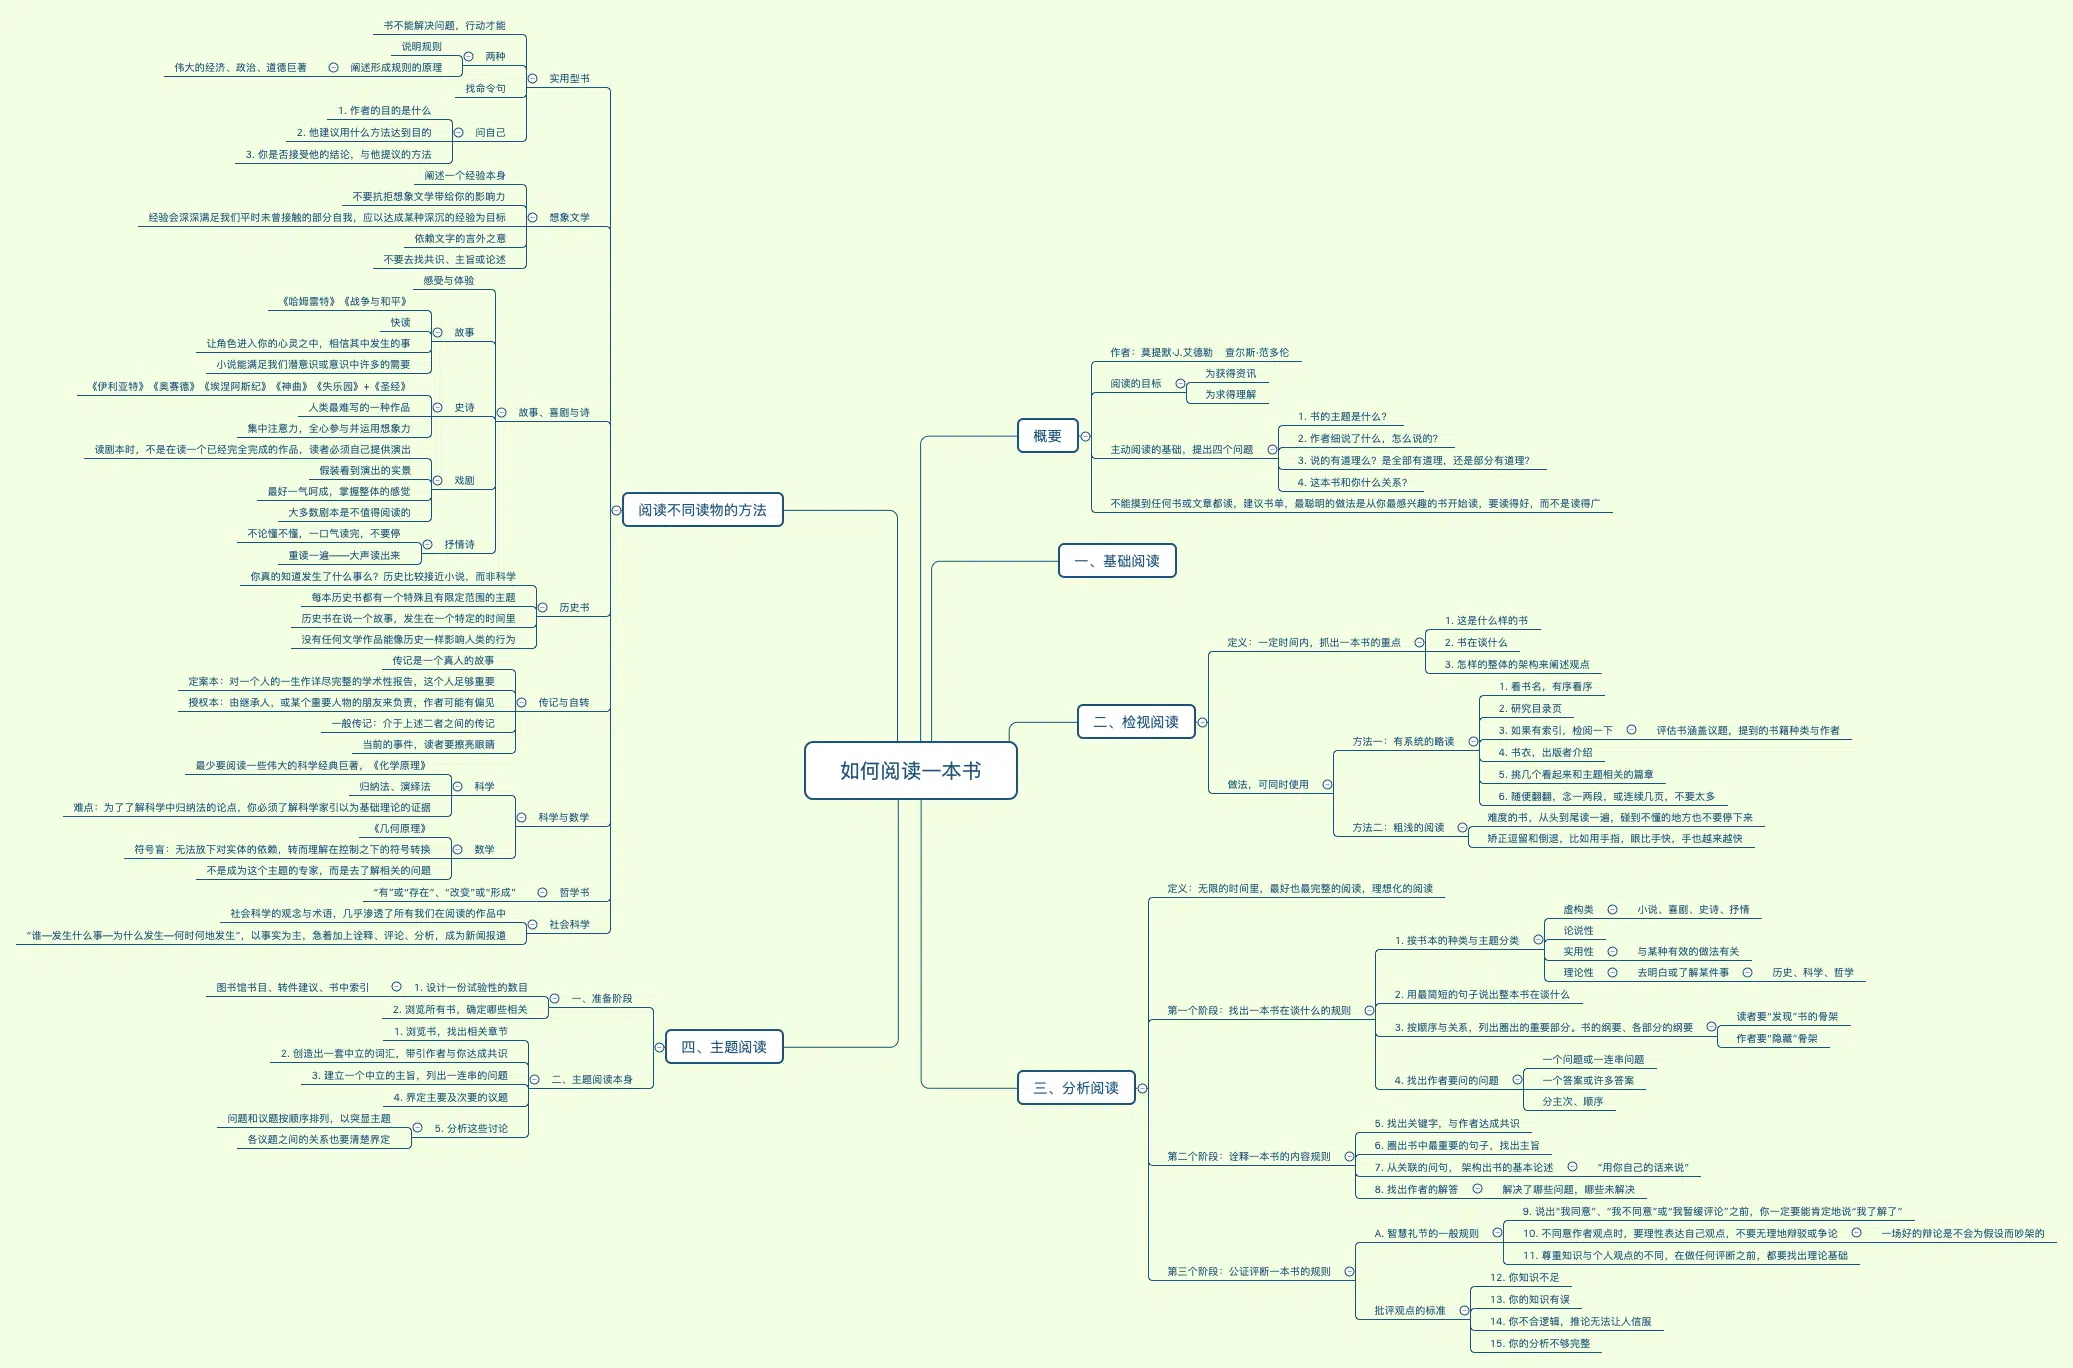 如何阅读一本书
概要
作者：莫提默·J.艾德勒 查尔斯·范多伦
阅读的目标
为获得资讯
为求得理解
主动阅读的基础，提出四个问题
1. 书的主题是什么？
2. 作者细说了什么，怎么说的？
3. 说的有道理么？是全部有道理，还是部分有道理？
4. 这本书和你什么关系？
不能摸到任何书或文章都读，建议书单，最聪明的做法是从你最感兴趣的书开始读，要读得好，而不是读得广
一、基础阅读
二、检视阅读
定义：一定时间内，抓出一本书的重点
1. 这是什么样的书
2. 书在谈什么
3. 怎样的整体的架构来阐述观点
做法，可同时使用
方法一：有系统的略读
1. 看书名，有序看序
2. 研究目录页
3. 如果有索引，检阅一下
评估书涵盖议题，提到的书籍种类与作者
4. 书衣，出版者介绍
5. 挑几个看起来和主题相关的篇章
6. 随便翻翻，念一两段，或连续几页，不要太多
方法二：粗浅的阅读
难度的书，从头到尾读一遍，碰到不懂的地方也不要停下来
矫正逗留和倒退，比如用手指，眼比手快，手也越来越快
三、分析阅读
定义：无限的时间里，最好也最完整的阅读，理想化的阅读
第一个阶段：找出一本书在谈什么的规则
1. 按书本的种类与主题分类
虚构类
小说、喜剧、史诗、抒情
论说性
实用性
与某种有效的做法有关
理论性
去明白或了解某件事
历史、科学、哲学
2. 用最简短的句子说出整本书在谈什么
3. 按顺序与关系，列出圈出的重要部分。书的纲要、各部分的纲要
读者要“发现”书的骨架
作者要“隐藏”骨架
4. 找出作者要问的问题
一个问题或一连串问题
一个答案或许多答案
分主次、顺序
第二个阶段：诠释一本书的内容规则
5. 找出关键字，与作者达成共识
6. 圈出书中最重要的句子，找出主旨
7. 从关联的问句， 架构出书的基本论述
“用你自己的话来说”
8. 找出作者的解答
解决了哪些问题，哪些未解决
第三个阶段：公证评断一本书的规则
A. 智慧礼节的一般规则
9. 说出“我同意”、“我不同意”或“我暂缓评论”之前，你一定要能肯定地说“我了解了”
10. 不同意作者观点时，要理性表达自己观点，不要无理地辩驳或争论
一场好的辩论是不会为假设而吵架的
11. 尊重知识与个人观点的不同，在做任何评断之前，都要找出理论基础
批评观点的标准
12. 你知识不足
13. 你的知识有误
14. 你不合逻辑，推论无法让人信服
15. 你的分析不够完整
阅读不同读物的方法
实用型书
书不能解决问题，行动才能
两种
说明规则
阐述形成规则的原理
伟大的经济、政治、道德巨著
找命令句
问自己
1. 作者的目的是什么
2. 他建议用什么方法达到目的
3. 你是否接受他的结论，与他提议的方法
想象文学
阐述一个经验本身
不要抗拒想象文学带给你的影响力
经验会深深满足我们平时未曾接触的部分自我，应以达成某种深沉的经验为目标
依赖文字的言外之意
不要去找共识、主旨或论述
故事、喜剧与诗
感受与体验
故事
《哈姆雷特》《战争与和平》
快读
让角色进入你的心灵之中，相信其中发生的事
小说能满足我们潜意识或意识中许多的需要
史诗
《伊利亚特》《奥赛德》《埃涅阿斯纪》《神曲》《失乐园》+《圣经》
人类最难写的一种作品
集中注意力，全心参与并运用想象力
戏剧
读剧本时，不是在读一个已经完全完成的作品，读者必须自己提供演出
假装看到演出的实景
最好一气呵成，掌握整体的感觉
大多数剧本是不值得阅读的
抒情诗
不论懂不懂，一口气读完，不要停
重读一遍——大声读出来
历史书
你真的知道发生了什么事么？历史比较接近小说，而非科学
每本历史书都有一个特殊且有限定范围的主题
历史书在说一个故事，发生在一个特定的时间里
没有任何文学作品能像历史一样影响人类的行为
传记与自转
传记是一个真人的故事
定案本：对一个人的一生作详尽完整的学术性报告，这个人足够重要
授权本：由继承人，或某个重要人物的朋友来负责，作者可能有偏见
一般传记：介于上述二者之间的传记
当前的事件，读者要擦亮眼睛
科学与数学
科学
最少要阅读一些伟大的科学经典巨著，《化学原理》
归纳法、演绎法
难点：为了了解科学中归纳法的论点，你必须了解科学家引以为基础理论的证据
数学
《几何原理》
符号盲：无法放下对实体的依赖，转而理解在控制之下的符号转换
不是成为这个主题的专家，而是去了解相关的问题
哲学书
“有”或“存在”、“改变”或“形成”
社会科学
社会科学的观念与术语，几乎渗透了所有我们在阅读的作品中
“谁—发生什么事—为什么发生—何时何地发生”，以事实为主，急着加上诠释、评论、分析，成为新闻报道
四、主题阅读
一、准备阶段
1. 设计一份试验性的数目
图书馆书目、转件建议、书中索引
2. 浏览所有书，确定哪些相关
二、主题阅读本身
1. 浏览书，找出相关章节
2. 创造出一套中立的词汇，带引作者与你达成共识
3. 建立一个中立的主旨，列出一连串的问题
4. 界定主要及次要的议题
5. 分析这些讨论
问题和议题按顺序排列，以突显主题
各议题之间的关系也要清楚界定